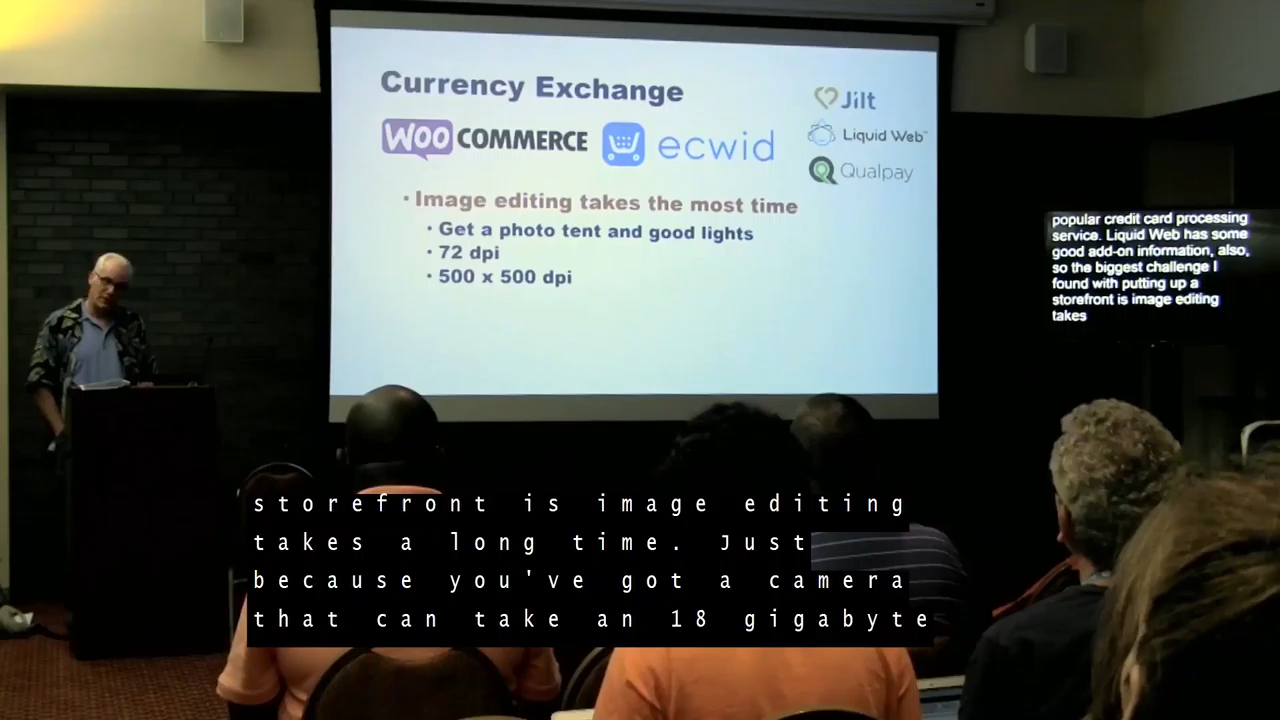 Currency Exchange
WOO COMMERCE
ecwid
Jilt
Liquid Web™
Qualpay
• Image editing takes the most time
• Get a photo tent and good lights
• 72 dpi
• 500 x 500 dpi
popular credit card processing
service. Liquid Web has some
good add-on information, also,
so the biggest challenge I
found with putting up a
storefront is image editing
takes
storefront is image editing
takes a long time. Just
because you've got a camera
that can take an 18 gigabyte